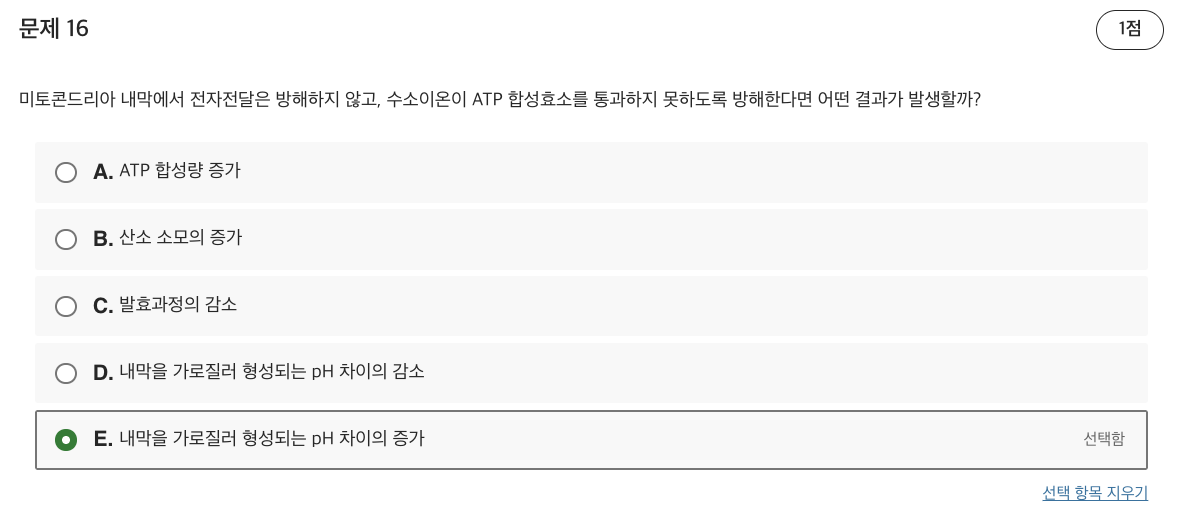 문제 16
1점
미토콘드리아 내막에서 전자전달은 방해하지 않고, 수소이온이 ATP 합성효소를 통과하지 못하도록 방해한다면 어떤 결과가 발생할까?
A. ATP 합성량 증가
B. 산소 소모의 증가
C. 발효과정의 감소
D. 내막을 가로질러 형성되는 pH 차이의 감소
E. 내막을 가로질러 형성되는 pH 차이의 증가
선택함
선택 항목 지우기